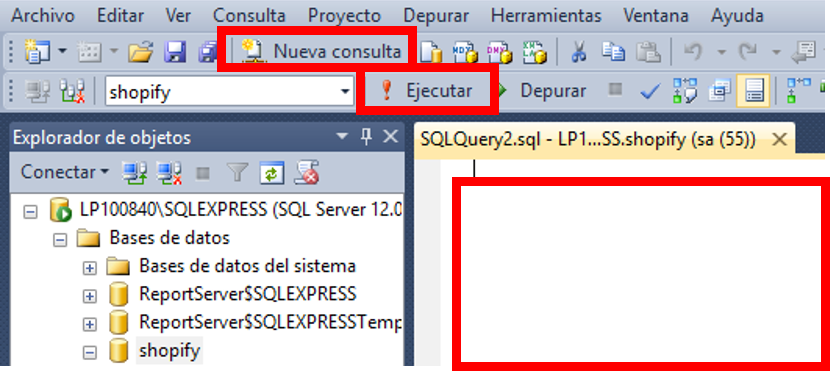 Archivo Editar Ver Consulta Proyecto Depurar Herramientas Ventana Ayuda
Nueva consulta
shopify Ejecutar Depurar
Explorador de objetos
SQLQuery2.sql - LP1...SS.shopify (sa (55))
Conectar
LP100840\SQLEXPRESS (SQL Server 12.0
Bases de datos
Bases de datos del sistema
ReportServer$SQLEXPRESS
ReportServer$SQLEXPRESSTemp
shopify